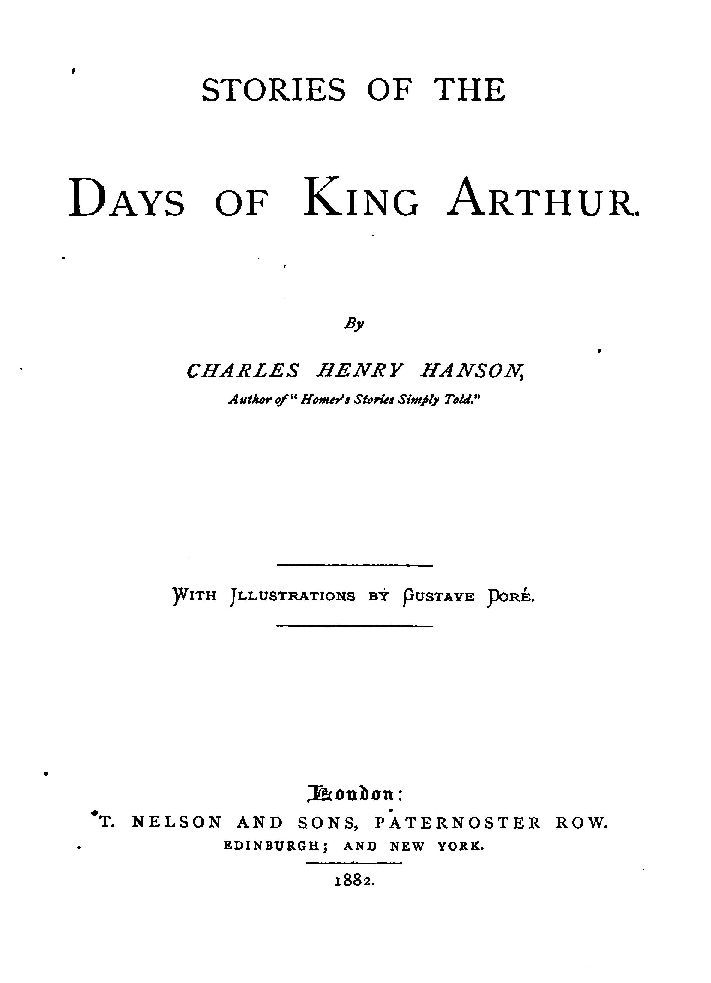 STORIES OF THE
DAYS OF KING ARTHUR.
By
CHARLES HENRY HANSON,
Author of "Homer's Stories Simply Told."
WITH ILLUSTRATIONS BY GUSTAVE DORÉ.
London:
T. NELSON AND SONS, PATERNOSTER ROW.
EDINBURGH; AND NEW YORK.
1882.